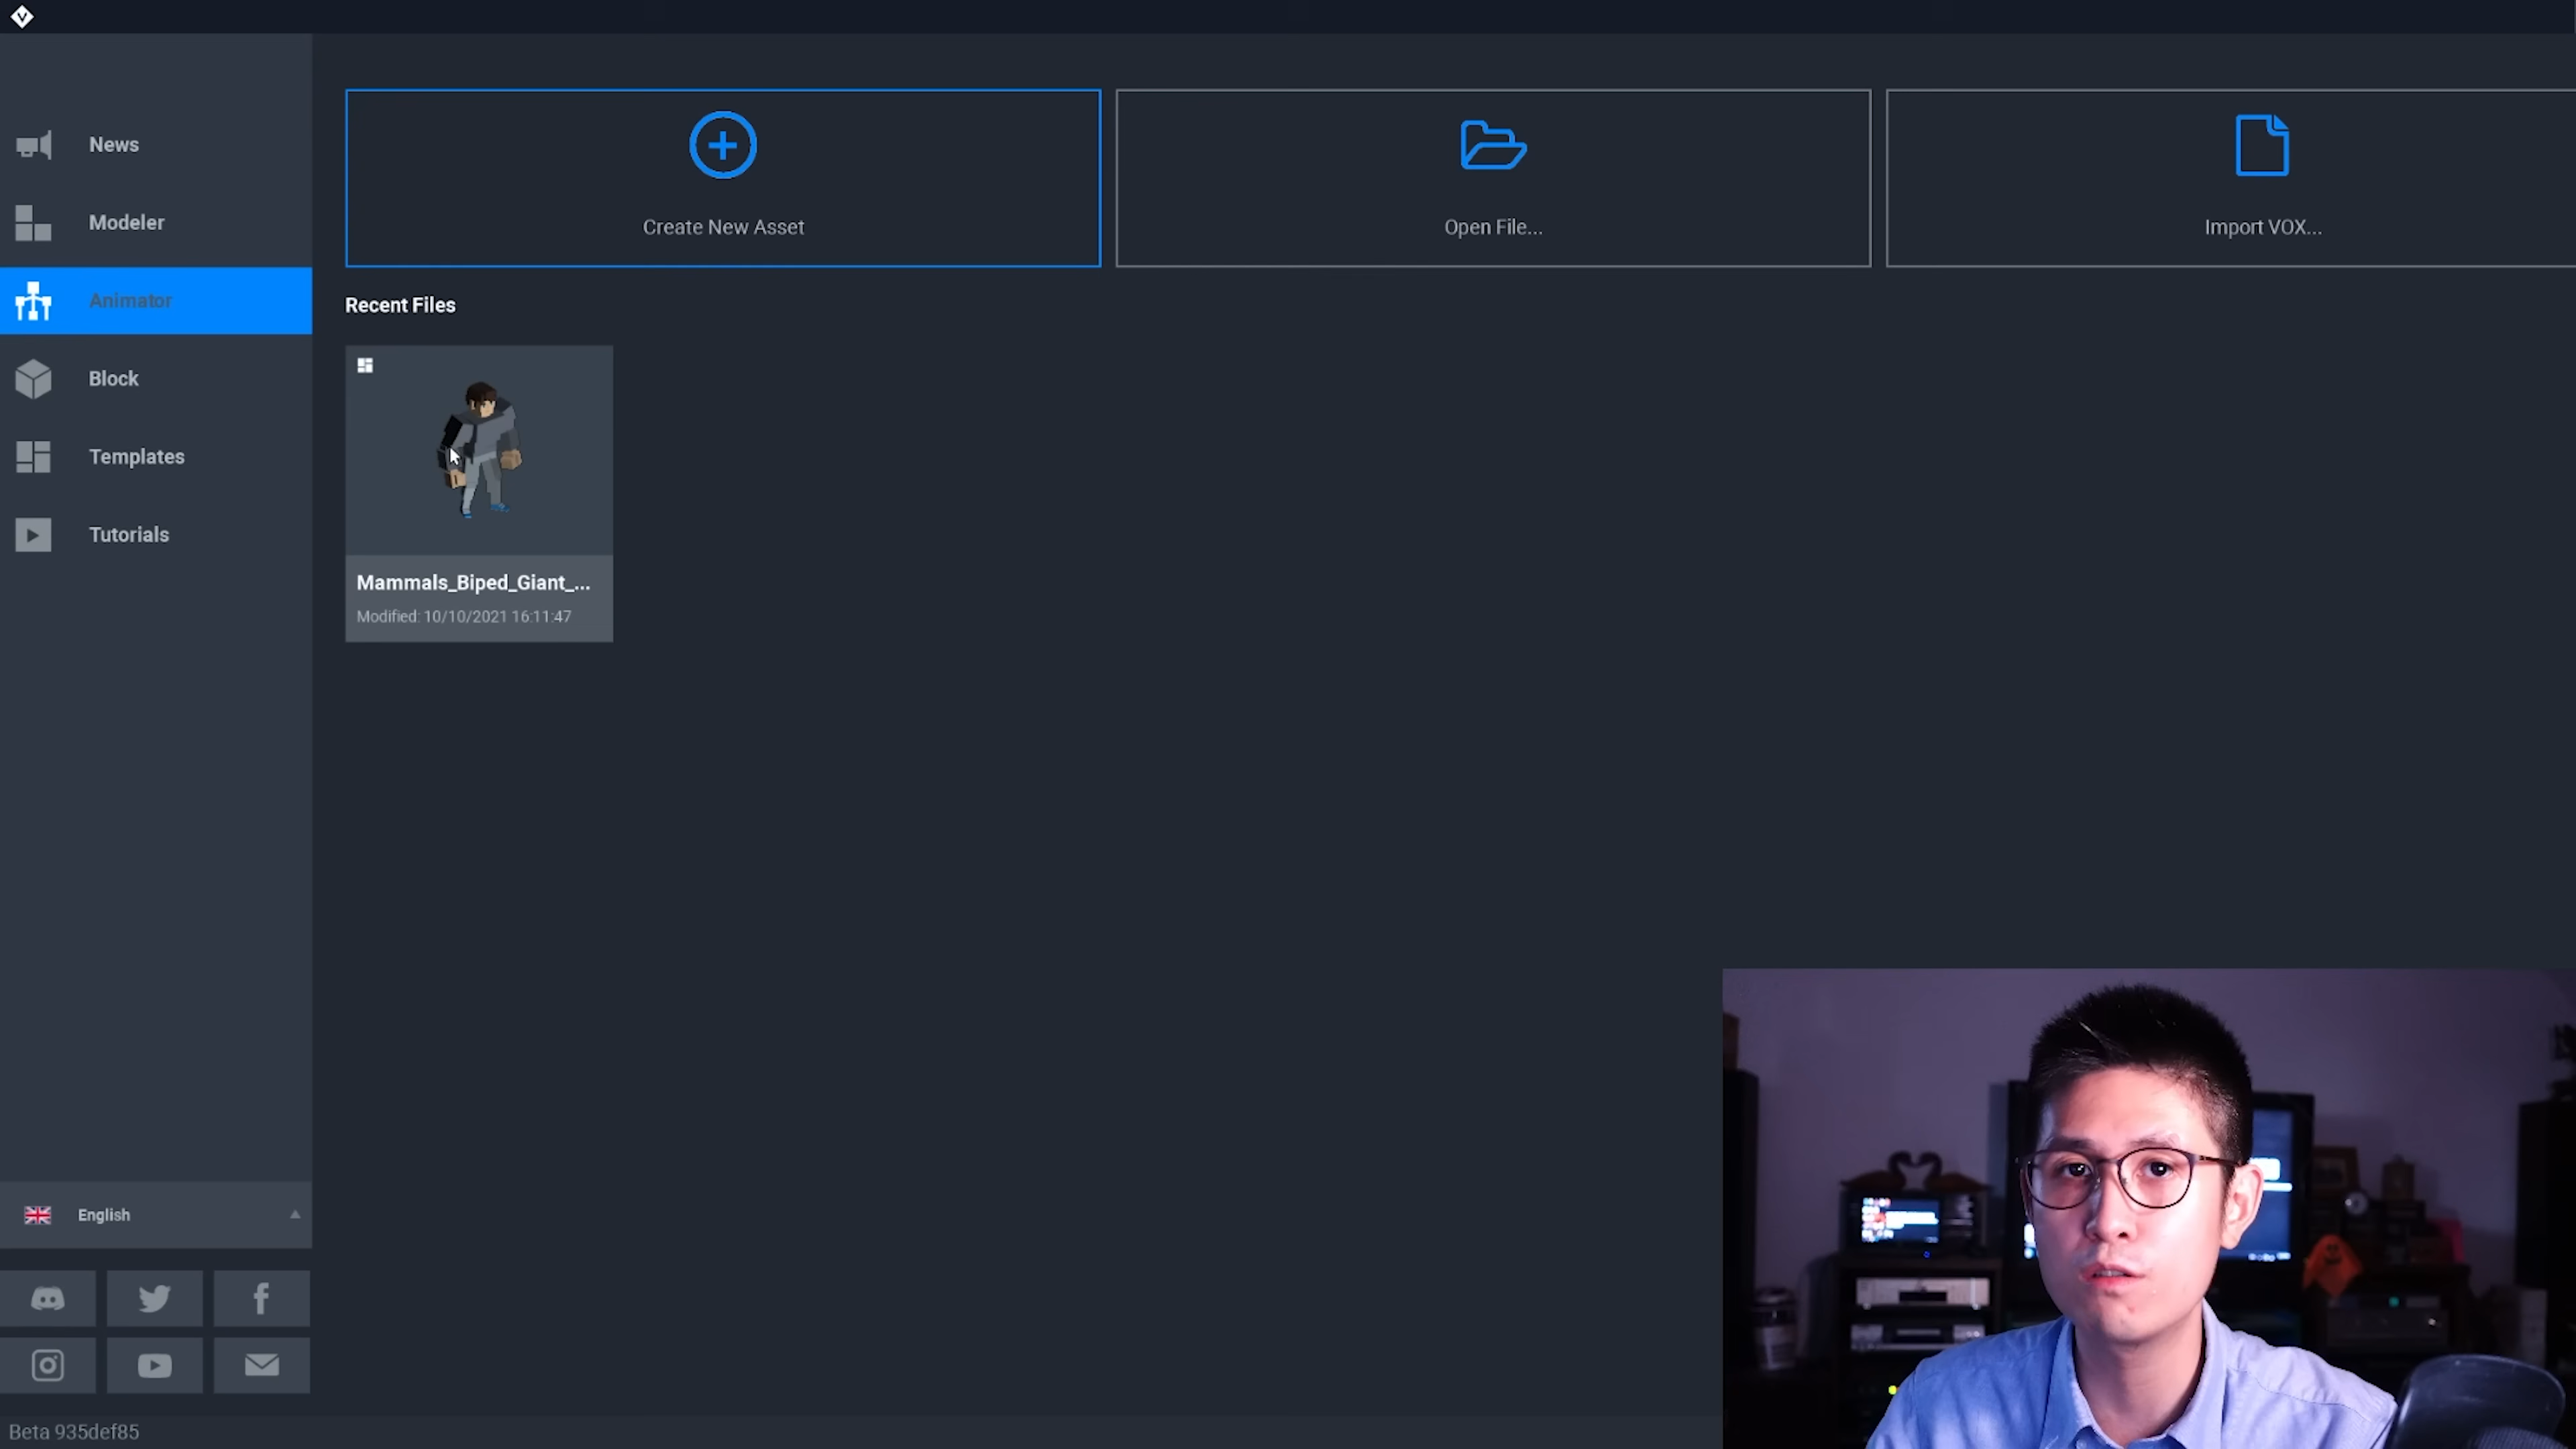 News
Modeler
Animator
Block
Templates
Tutorials
Create New Asset
Open File...
Import VOX...
Recent Files
Mammals_Biped_Giant_...
Modified: 10/10/2021 16:11:47
English
Beta 935def85